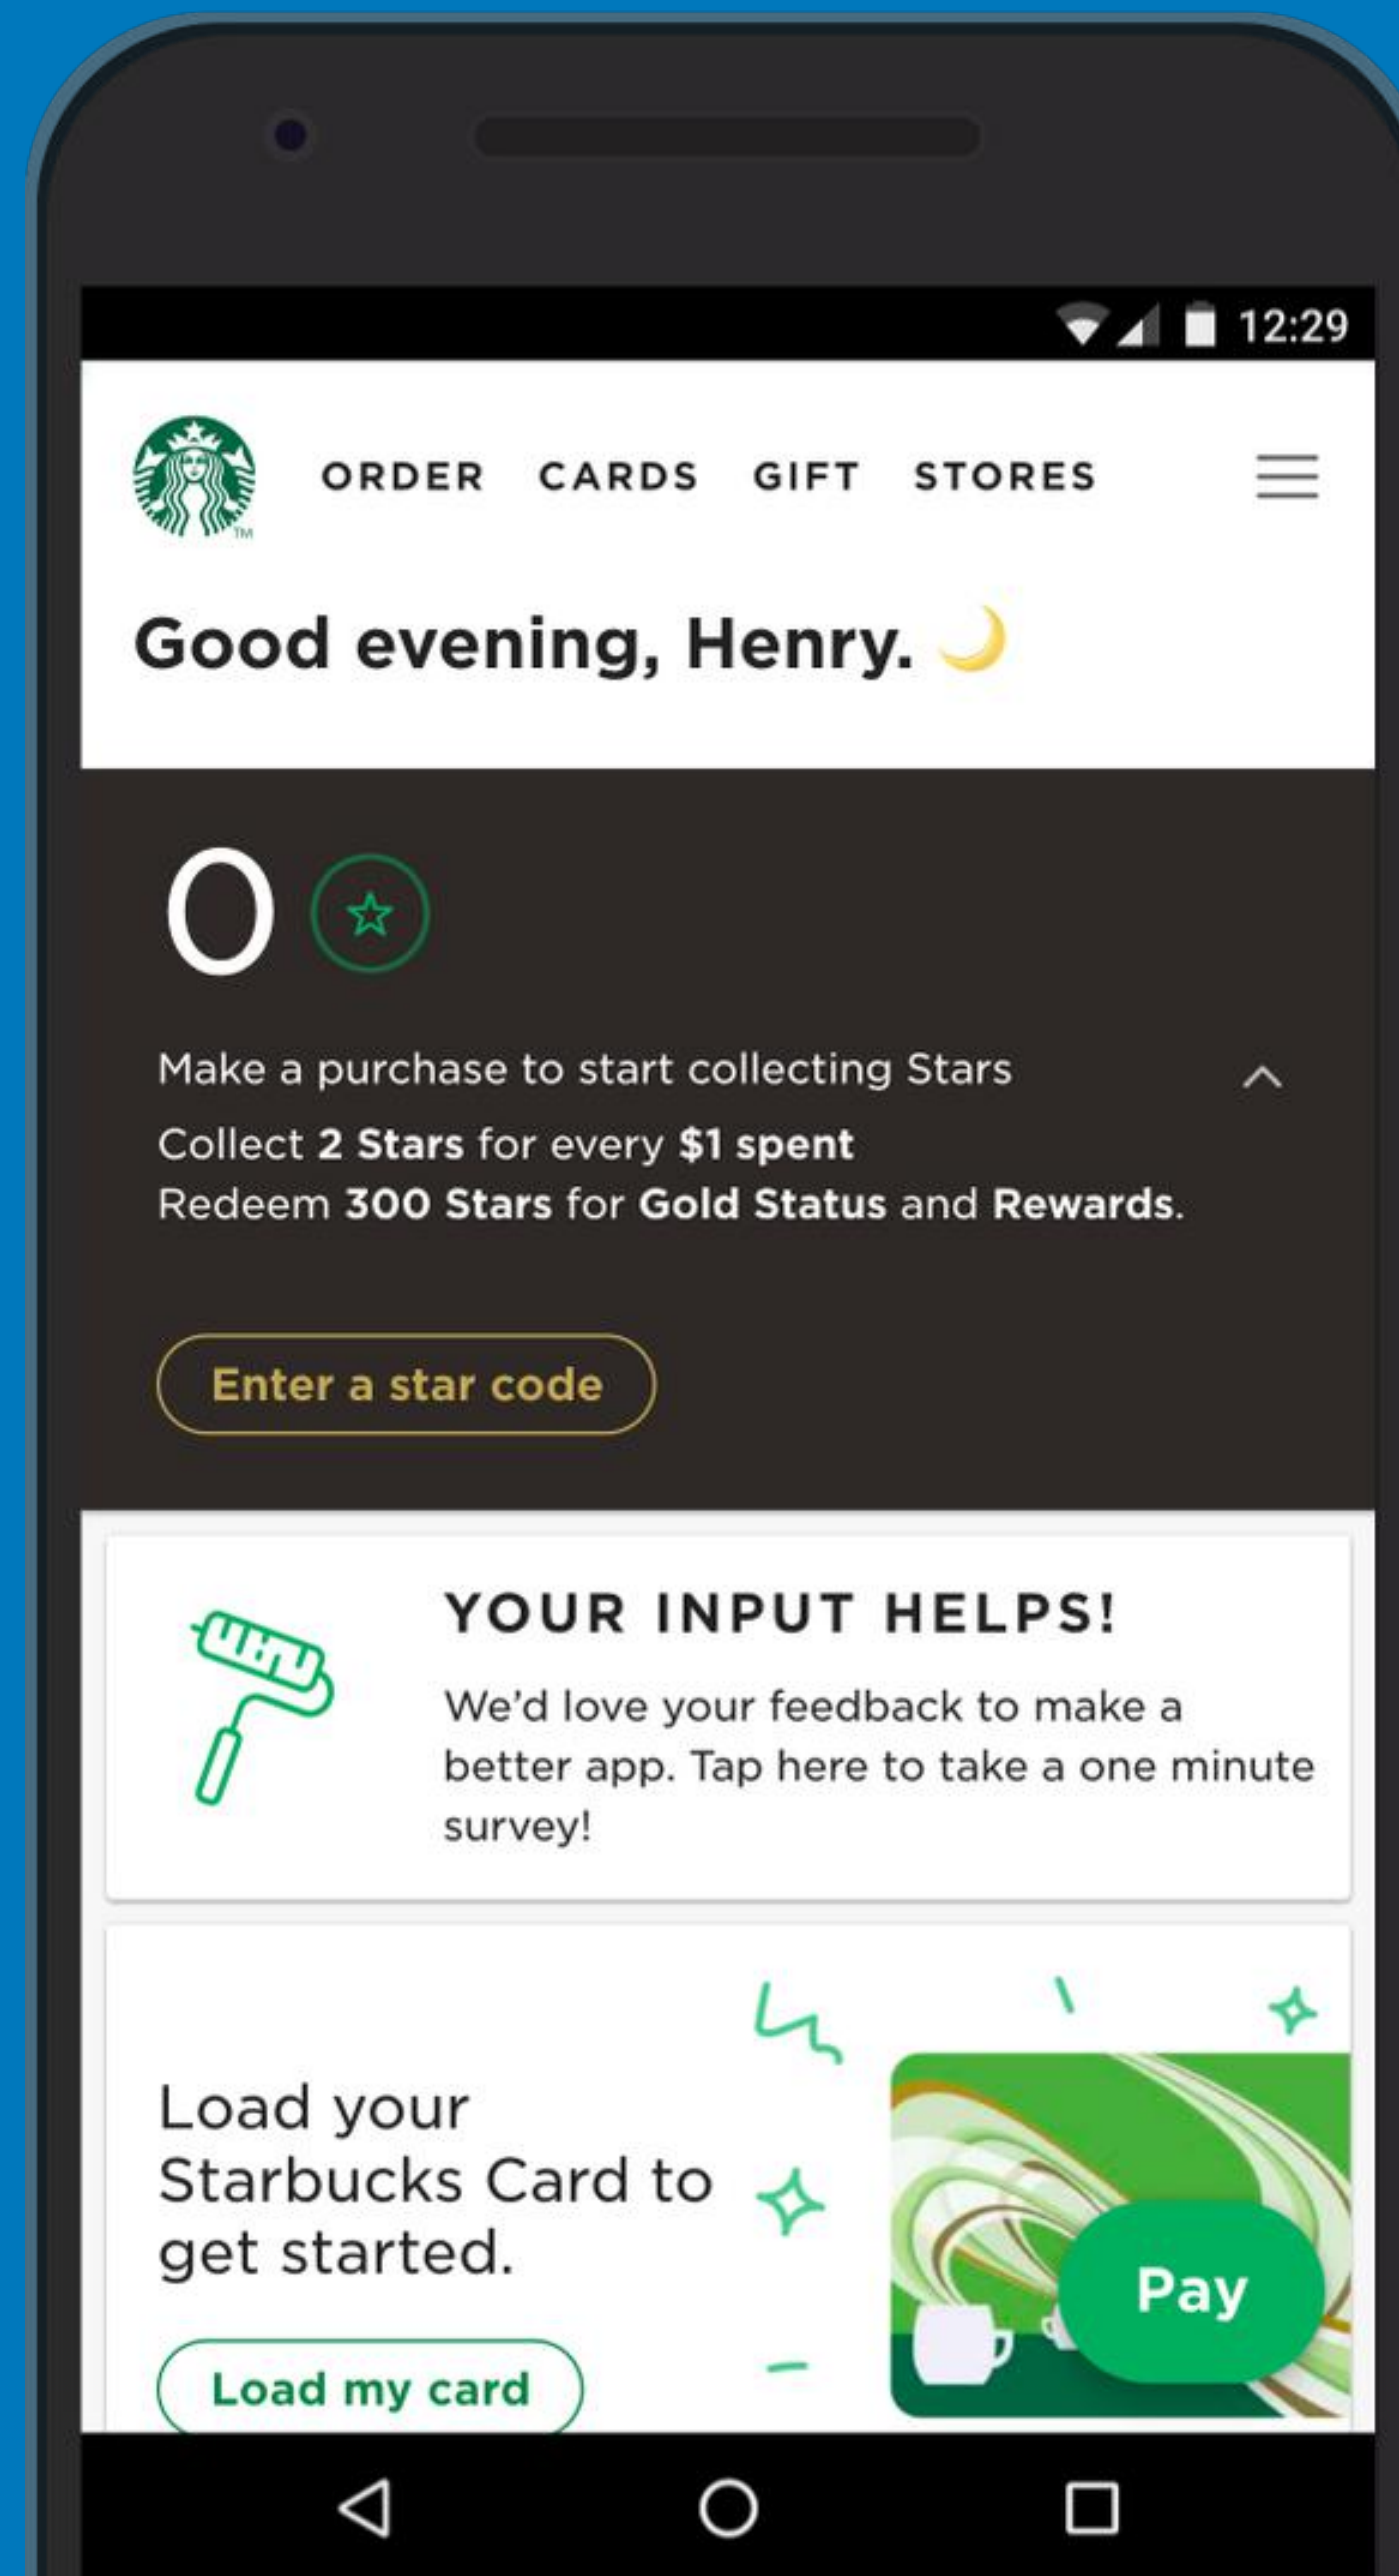 12:29
ORDER CARDS GIFT STORES
TM
Good evening, Henry.
0
Make a purchase to start collecting Stars
Collect 2 Stars for every $1 spent
Redeem 300 Stars for Gold Status and Rewards.
Enter a star code
YOUR INPUT HELPS!
We'd love your feedback to make a
better app. Tap here to take a one minute
survey!
Load your
Starbucks Card to
get started.
Pay
Load my card